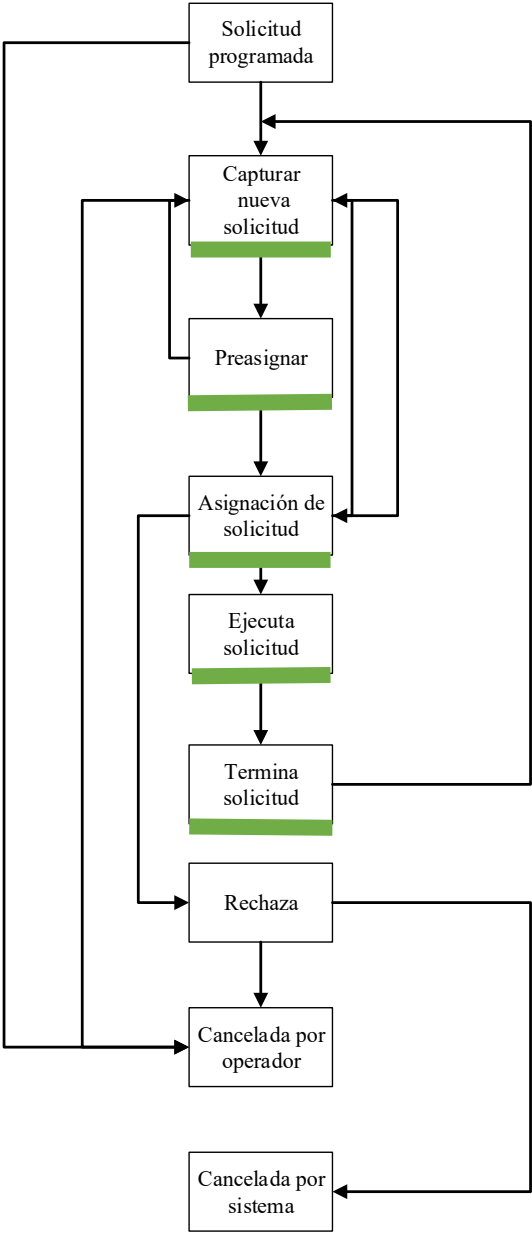 Solicitud
programada
Capturar
nueva
solicitud
Preasignar
Asignación de
solicitud
Ejecuta
solicitud
Termina
solicitud
Rechaza
Cancelada por
operador
Cancelada por
sistema